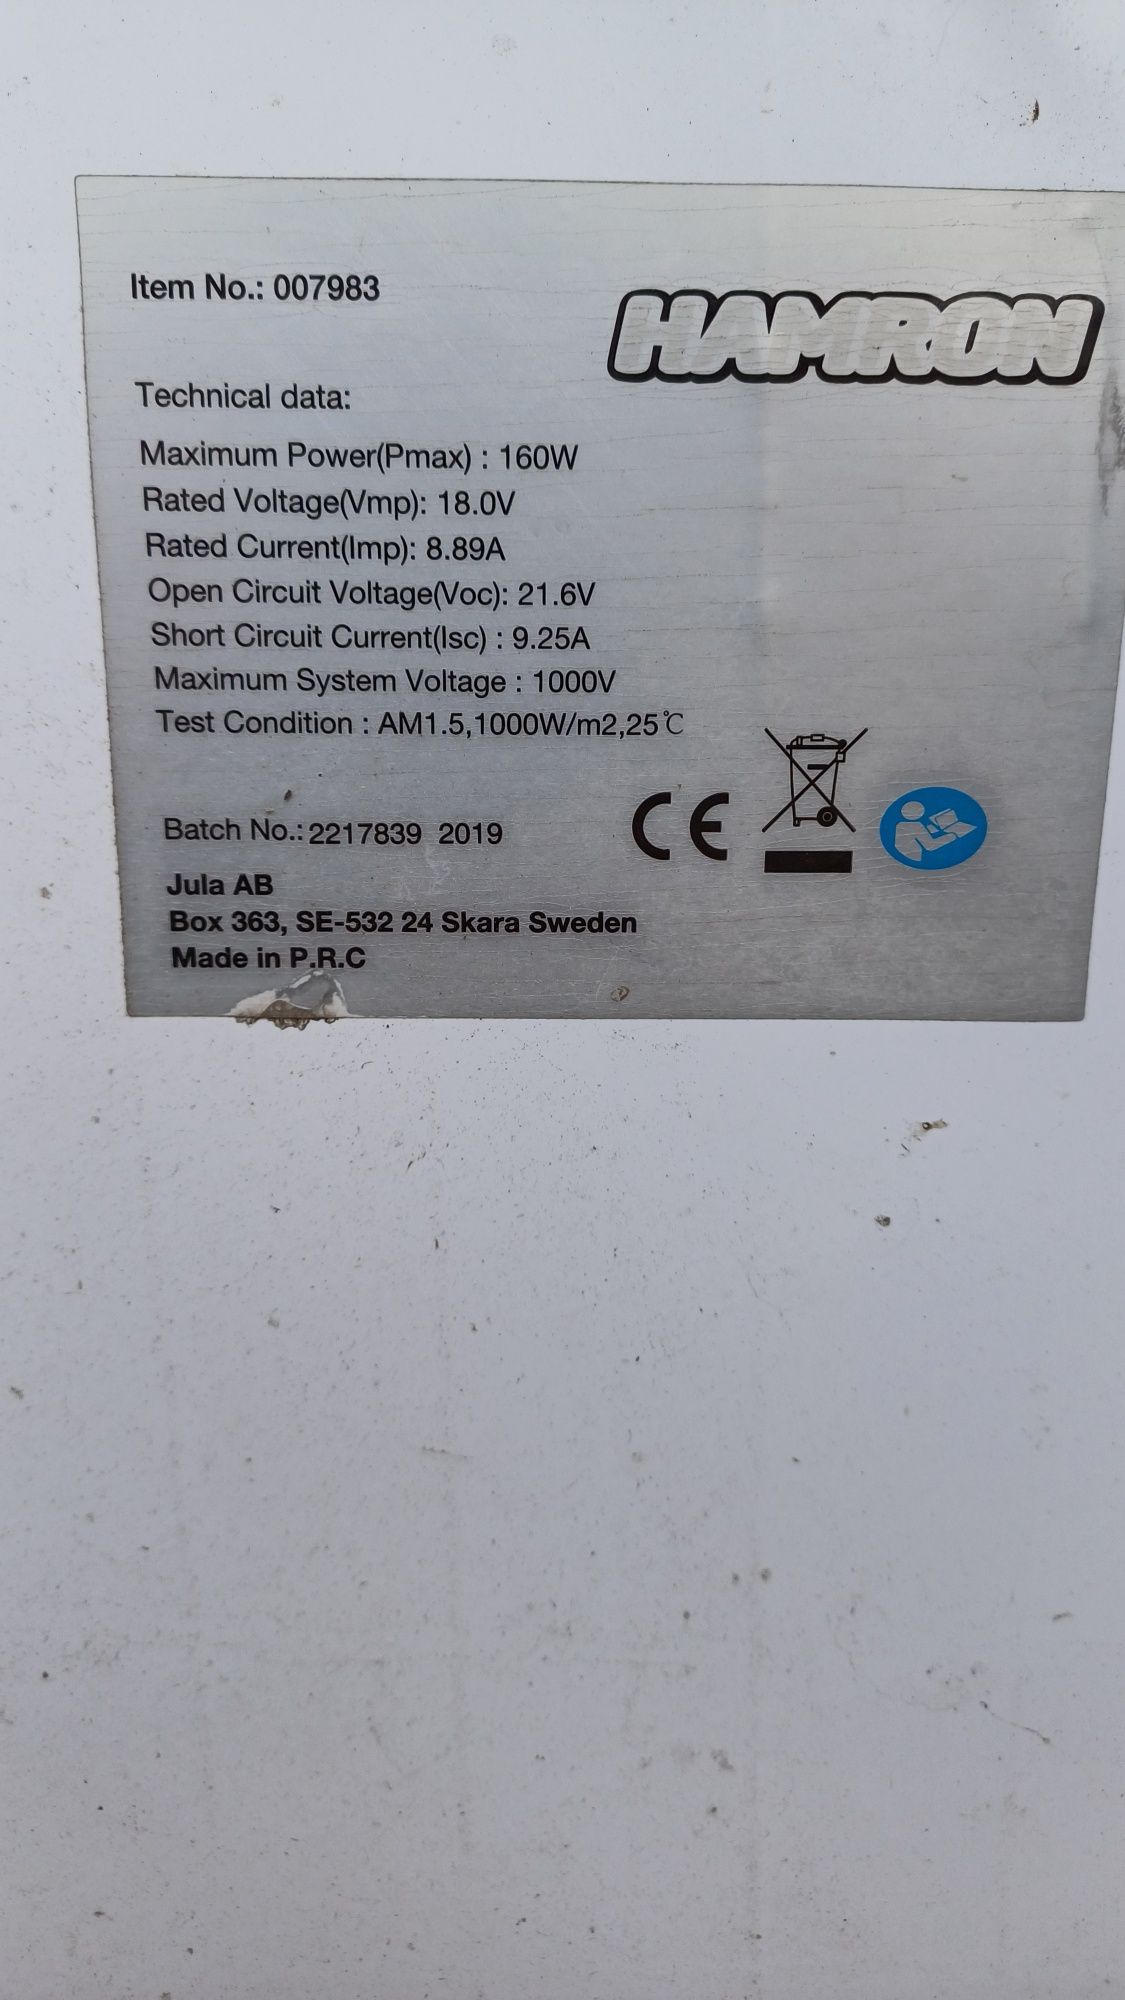 Item No.: 007983
HAMRON
Technical data:
Maximum Power(Pmax) : 160W
Rated Voltage(Vmp): 18.0V
Rated Current(Imp): 8.89A
Open Circuit Voltage(Voc): 21.6V
Short Circuit Current(Isc) : 9.25A
Maximum System Voltage : 1000V
Test Condition : AM1.5,1000W/m2,25℃
Batch No.: 2217839 2019
CE
Jula AB
Box 363, SE-532 24 Skara Sweden
Made in P.R.C